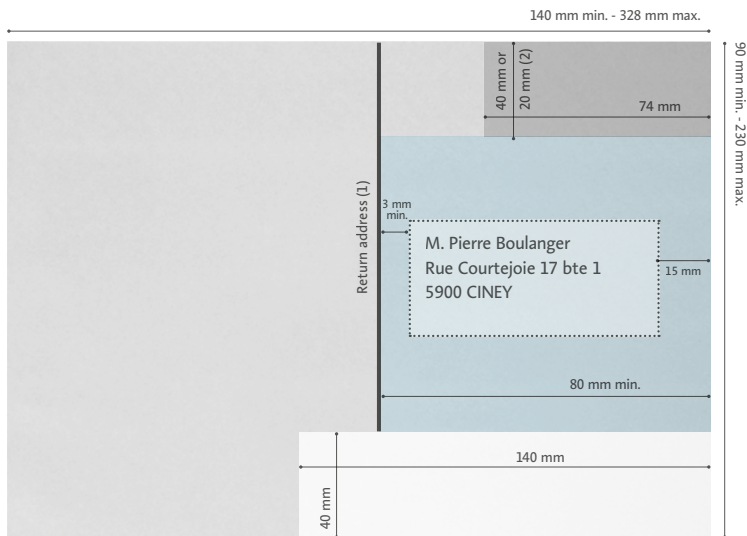 140 mm min. - 328 mm max.
90 mm min. - 230 mm max.
40 mm or
20 mm (2)
74 mm
Return address (1)
3 mm
min.
M. Pierre Boulanger
Rue Courtejoie 17 bte 1
5900 CINEY
15 mm
80 mm min.
140 mm
40 mm